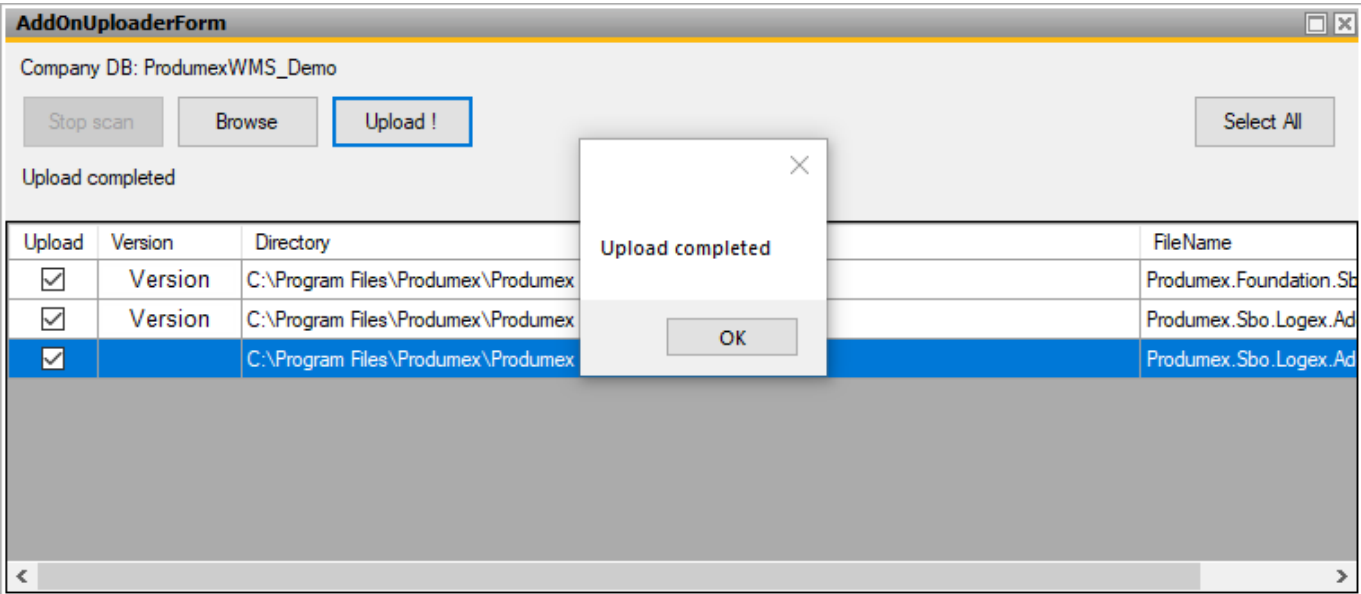 AddOnUploaderForm
Company DB: ProdumexWMS_Demo
Stop scan Browse Upload ! Select All
Upload completed
Upload Version Directory FileName
Version C:\Program Files\Produmex\Produmex Produmex.Foundation.Sb
Version C:\Program Files\Produmex\Produmex Produmex.Sbo.Logex.Ad
C:\Program Files\Produmex\Produmex Produmex.Sbo.Logex.Ad
Upload completed
OK